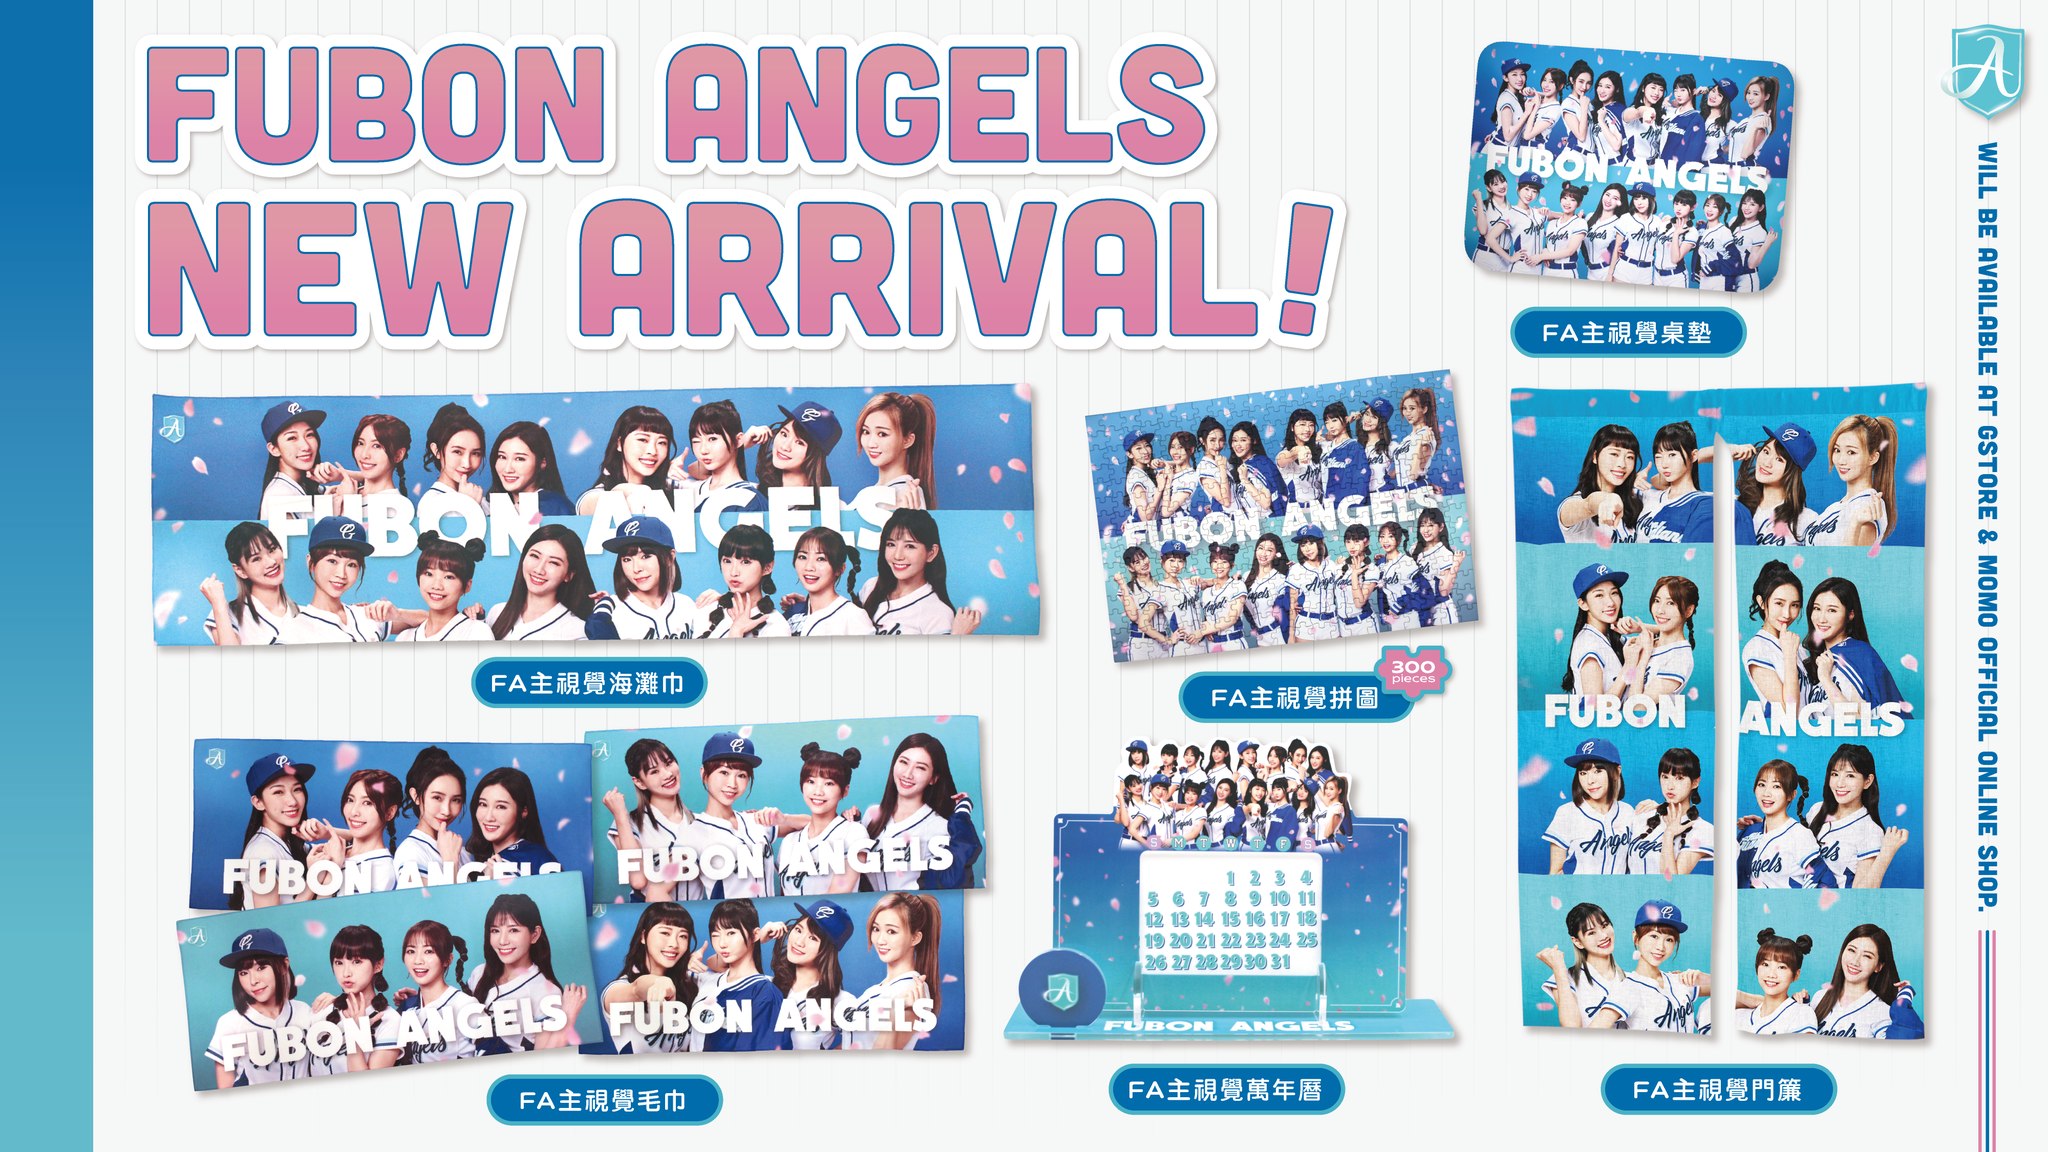 FUBON ANGELS
NEW ARRIVAL!
FUBON ANGELS
FA主視覺桌墊
FUBON ANGELS
FA主視覺海灘巾
FUBON ANGELS
300
pieces
FA主視覺拼圖
FUBON
ANGELS
FA主視覺門簾
FUBON ANGELS
FUBON ANGELS
FUBON ANGELS
FUBON ANGELS
FA主視覺毛巾
S M T W T F S
1 2 3 4
5 6 7 8 9 10 11
12 13 14 15 16 17 18
19 20 21 22 23 24 25
26 27 28 29 30 31
A
FUBON ANGELS
FA主視覺萬年曆
A
WILL BE AVAILABLE AT GSTORE & MOMO OFFICIAL ONLINE SHOP.